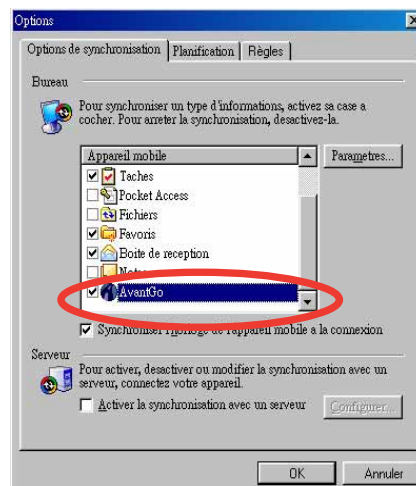 Options
Options de synchronisation Planification Règles
Bureau
Pour synchroniser un type d'informations, activez sa case a
cocher. Pour arreter la synchronisation, desactivez-la.
Appareil mobile Parametres...
Taches
Pocket Access
Fichiers
Favoris
Boite de reception
Notes
AvantGo
Synchroniser l'horloge de l'appareil mobile a la connexion
Serveur
Pour activer, desactiver ou modifier la synchronisation avec un
serveur, connectez votre appareil.
Activer la synchronisation avec un serveur Configurer...
OK Annuler